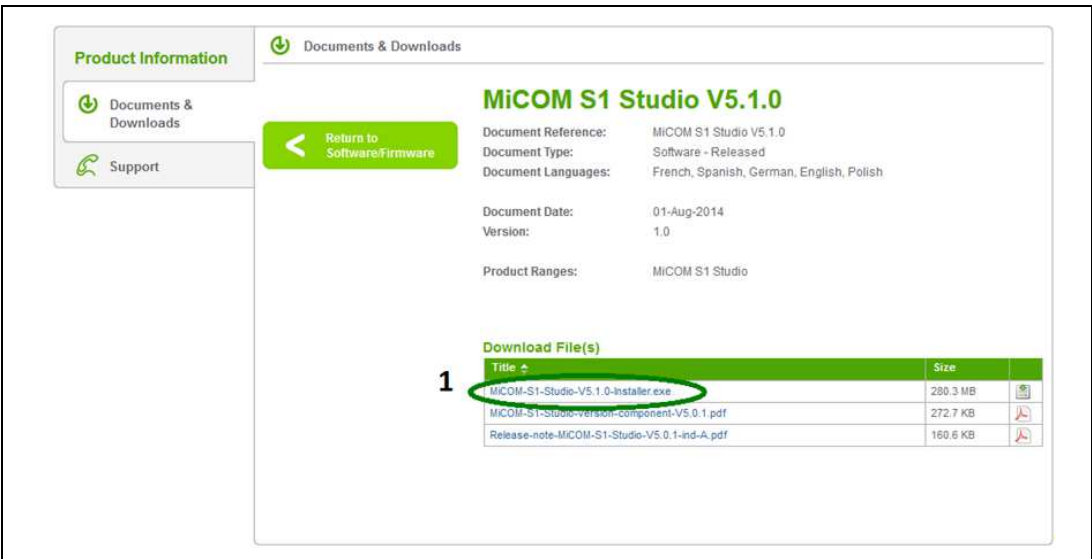 Product Information
Documents &
Downloads
Support
Documents & Downloads
Return to
Software/Firmware
MiCOM S1 Studio V5.1.0
Document Reference: MiCOM S1 Studio V5.1.0
Document Type: Software - Released
Document Languages: French, Spanish, German, English, Polish
Document Date: 01-Aug-2014
Version: 1.0
Product Ranges: MiCOM S1 Studio
Download File(s)
Title Size
1 MiCOM-S1-Studio-V5.1.0-Installer.exe 280.3 MB
MiCOM-S1-Studio-version-component-V5.0.1.pdf 272.7 KB
Release-note-MiCOM-S1-Studio-V5.0.1-ind-A.pdf 160.6 KB